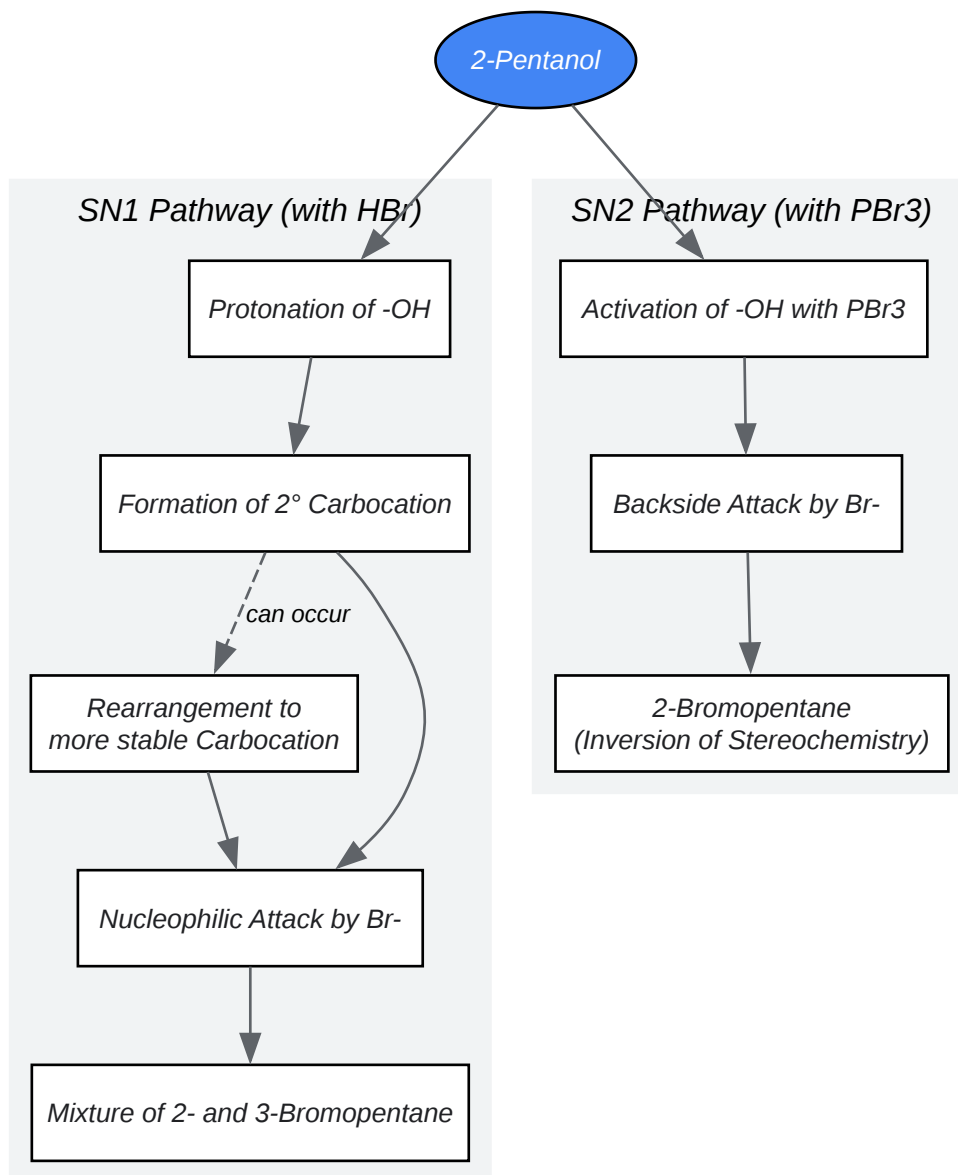 2-Pentanol
SN1 Pathway (with HBr)
Protonation of -OH
Formation of 2° Carbocation
can occur
Rearrangement to
more stable Carbocation
Nucleophilic Attack by Br-
Mixture of 2- and 3-Bromopentane
SN2 Pathway (with PBr3)
Activation of -OH with PBr3
Backside Attack by Br-
2-Bromopentane
(Inversion of Stereochemistry)